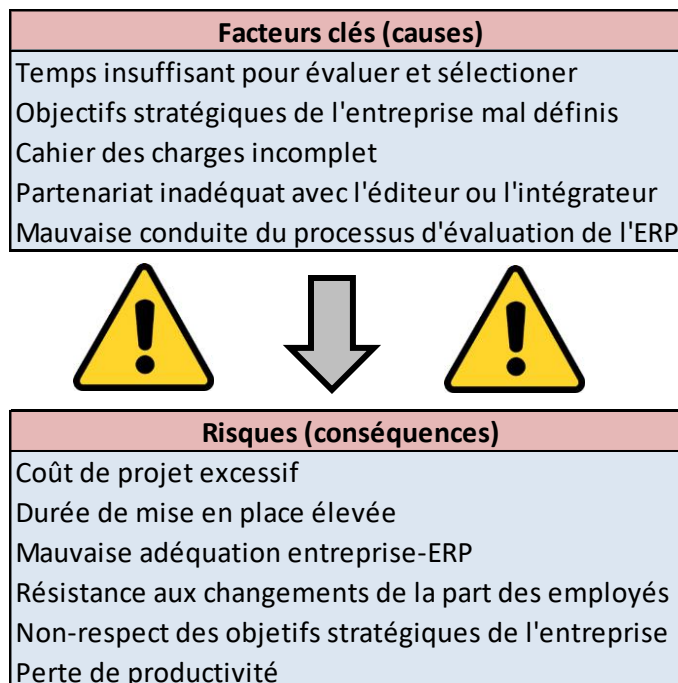 Facteurs clés (causes)
Temps insuffisant pour évaluer et sélectioner
Objectifs stratégiques de l'entreprise mal définis
Cahier des charges incomplet
Partenariat inadéquat avec l'éditeur ou l'intégrateur
Mauvaise conduite du processus d'évaluation de l'ERP
Risques (conséquences)
Coût de projet excessif
Durée de mise en place élevée
Mauvaise adéquation entreprise-ERP
Résistance aux changements de la part des employés
Non-respect des objetifs stratégiques de l'entreprise
Perte de productivité